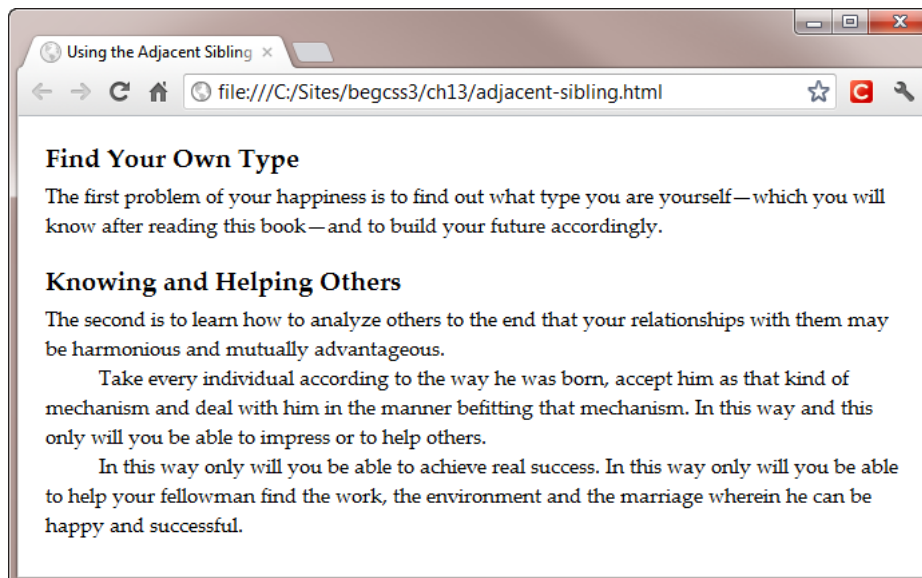 Using the Adjacent Sibling
file:///C:/Sites/begcss3/ch13/adjacent-sibling.html
C
Find Your Own Type
The first problem of your happiness is to find out what type you are yourself—which you will
know after reading this book—and to build your future accordingly.
Knowing and Helping Others
The second is to learn how to analyze others to the end that your relationships with them may
be harmonious and mutually advantageous.
Take every individual according to the way he was born, accept him as that kind of
mechanism and deal with him in the manner befitting that mechanism. In this way and this
only will you be able to impress or to help others.
In this way only will you be able to achieve real success. In this way only will you be able
to help your fellowman find the work, the environment and the marriage wherein he can be
happy and successful.